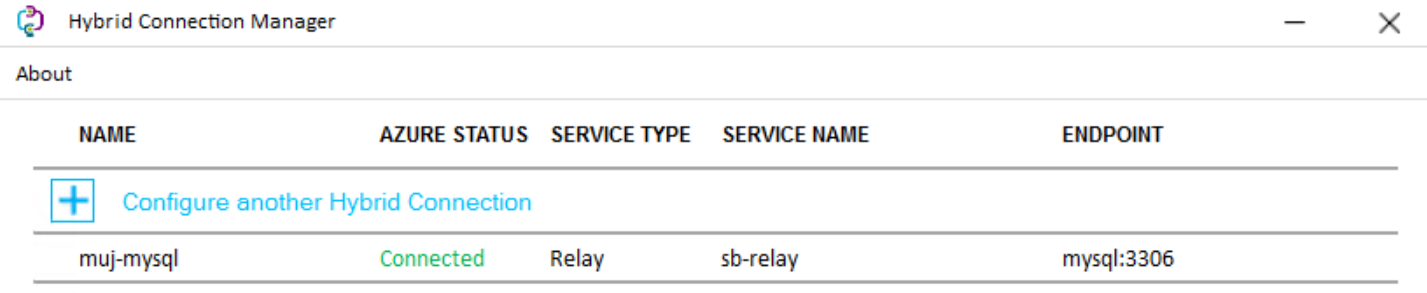 Hybrid Connection Manager
About
NAME AZURE STATUS SERVICE TYPE SERVICE NAME ENDPOINT
Configure another Hybrid Connection
muj-mysql Connected Relay sb-relay mysql:3306